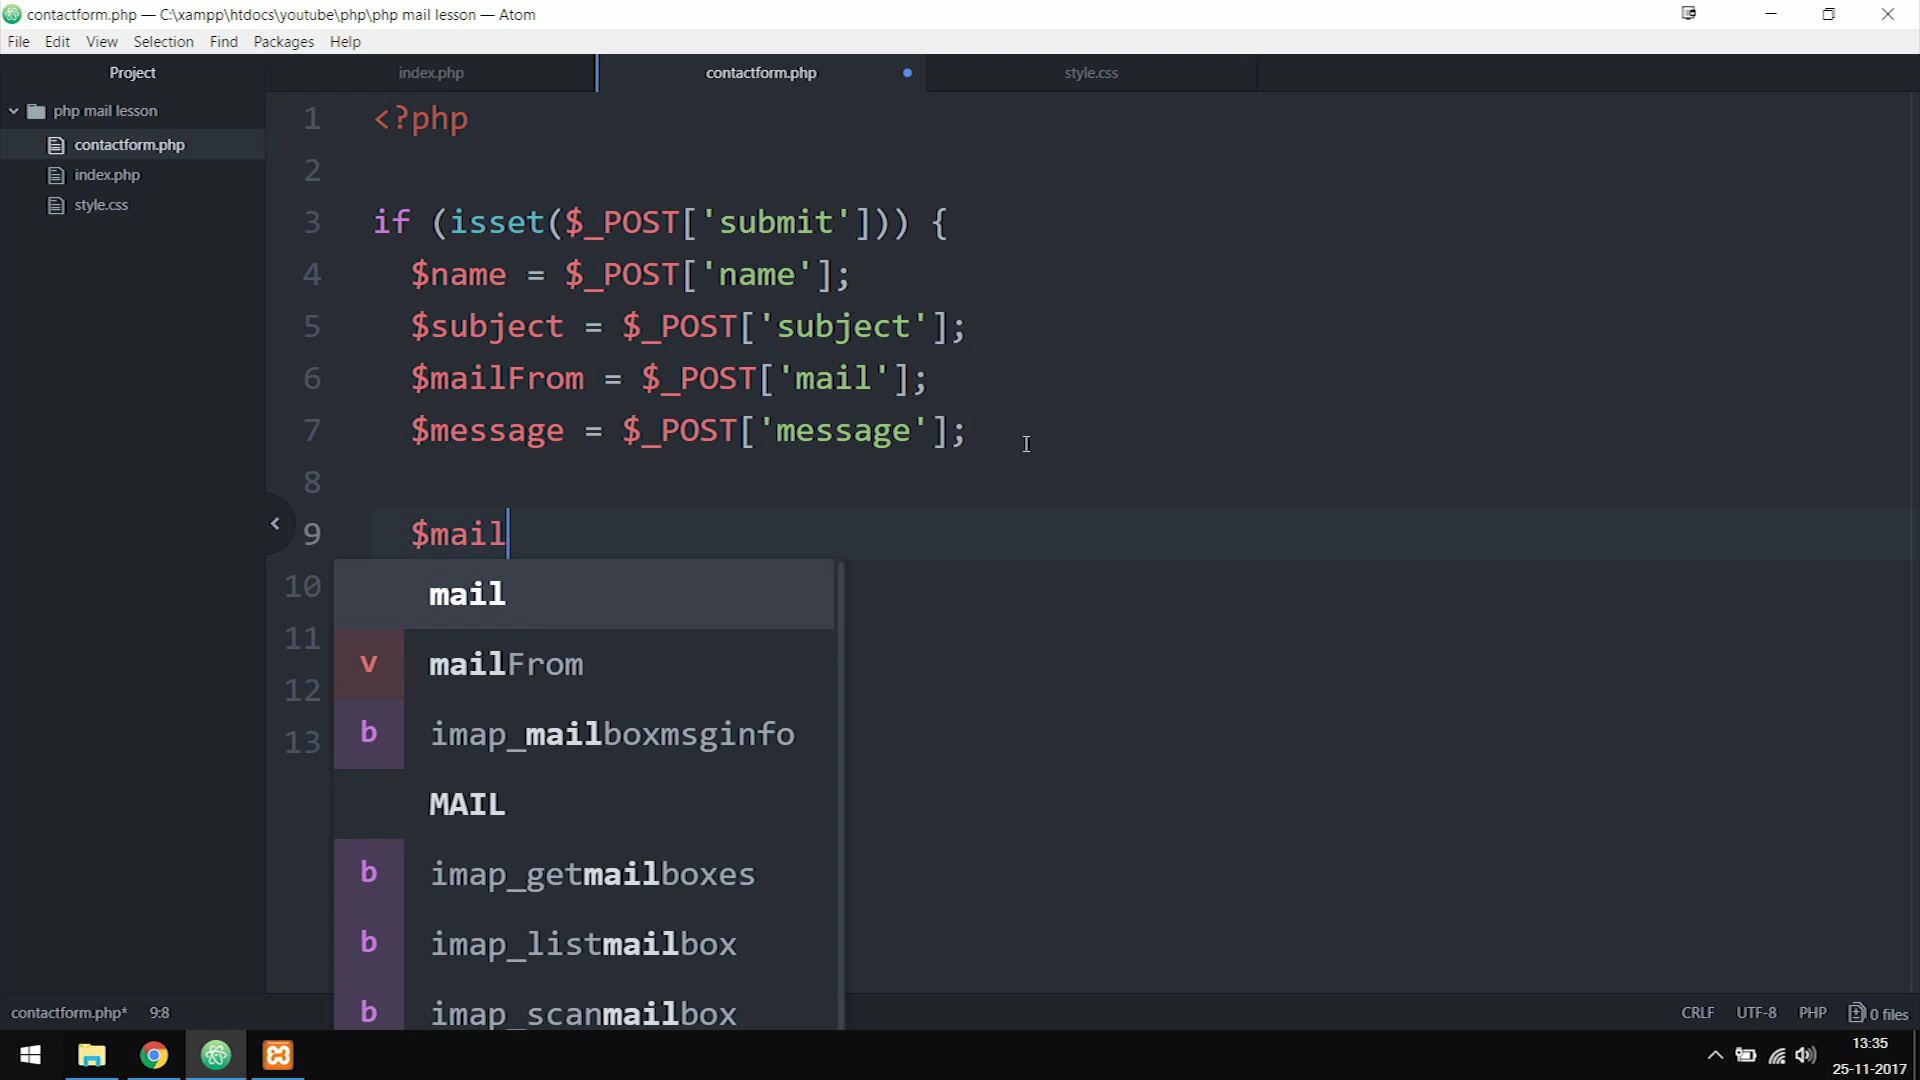 contactform.php — C:\xampp\htdocs\youtube\php\php mail lesson — Atom
File Edit View Selection Find Packages Help
Project
index.php
contactform.php
style.css
php mail lesson
contactform.php
index.php
style.css
1 <?php
2
3 if (isset($_POST['submit'])) {
4 $name = $_POST['name'];
5 $subject = $_POST['subject'];
6 $mailFrom = $_POST['mail'];
7 $message = $_POST['message'];
8
9 $mail
10
11
12
13
mail
v mailFrom
b imap_mailboxmsginfo
MAIL
b imap_getmailboxes
b imap_listmailbox
b imap_scanmailbox
contactform.php* 9:8
CRLF UTF-8 PHP 0 files
13:35
25-11-2017